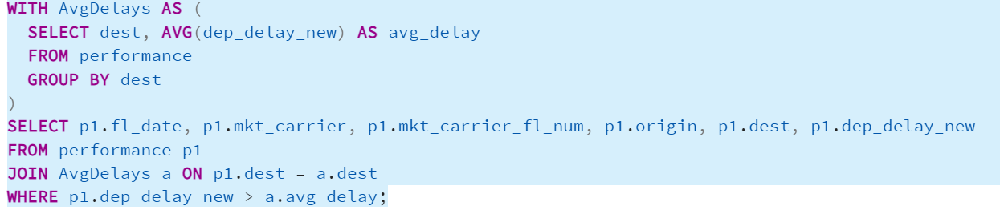 WITH AvgDelays AS (
  SELECT dest, AVG(dep_delay_new) AS avg_delay
  FROM performance
  GROUP BY dest
)
SELECT p1.fl_date, p1.mkt_carrier, p1.mkt_carrier_fl_num, p1.origin, p1.dest, p1.dep_delay_new
FROM performance p1
JOIN AvgDelays a ON p1.dest = a.dest
WHERE p1.dep_delay_new > a.avg_delay;